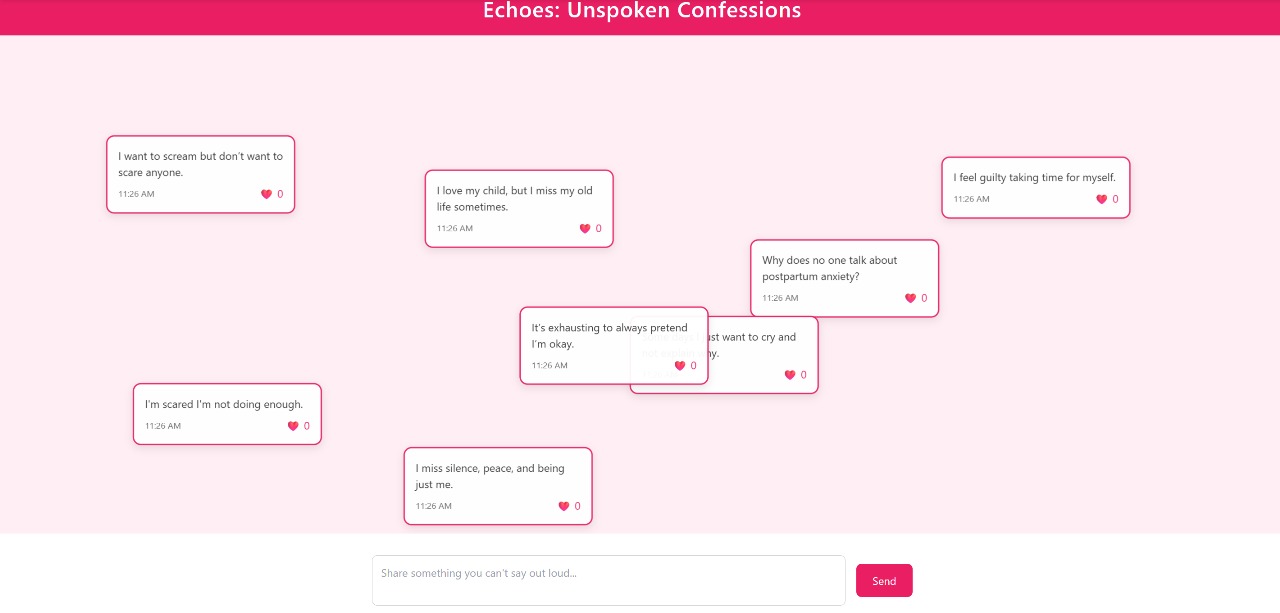 Echoes: Unspoken Confessions
I want to scream but don't want to
scare anyone.
11:26 AM
0
I love my child, but I miss my old
life sometimes.
11:26 AM
0
I feel guilty taking time for myself.
11:26 AM
0
Why does no one talk about
postpartum anxiety?
11:26 AM
0
It's exhausting to always pretend
I'm okay.
11:26 AM
0
just want to cry and
0
I'm scared I'm not doing enough.
11:26 AM
0
I miss silence, peace, and being
just me.
11:26 AM
0
Share something you can't say out loud...
Send